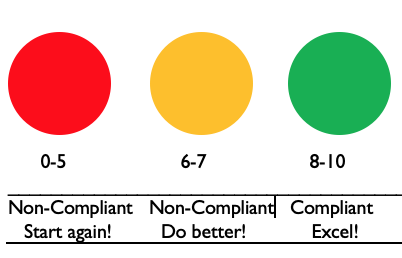 0-5 6-7 8-10
Non-Compliant Non-Compliant Compliant
Start again! Do better! Excel!